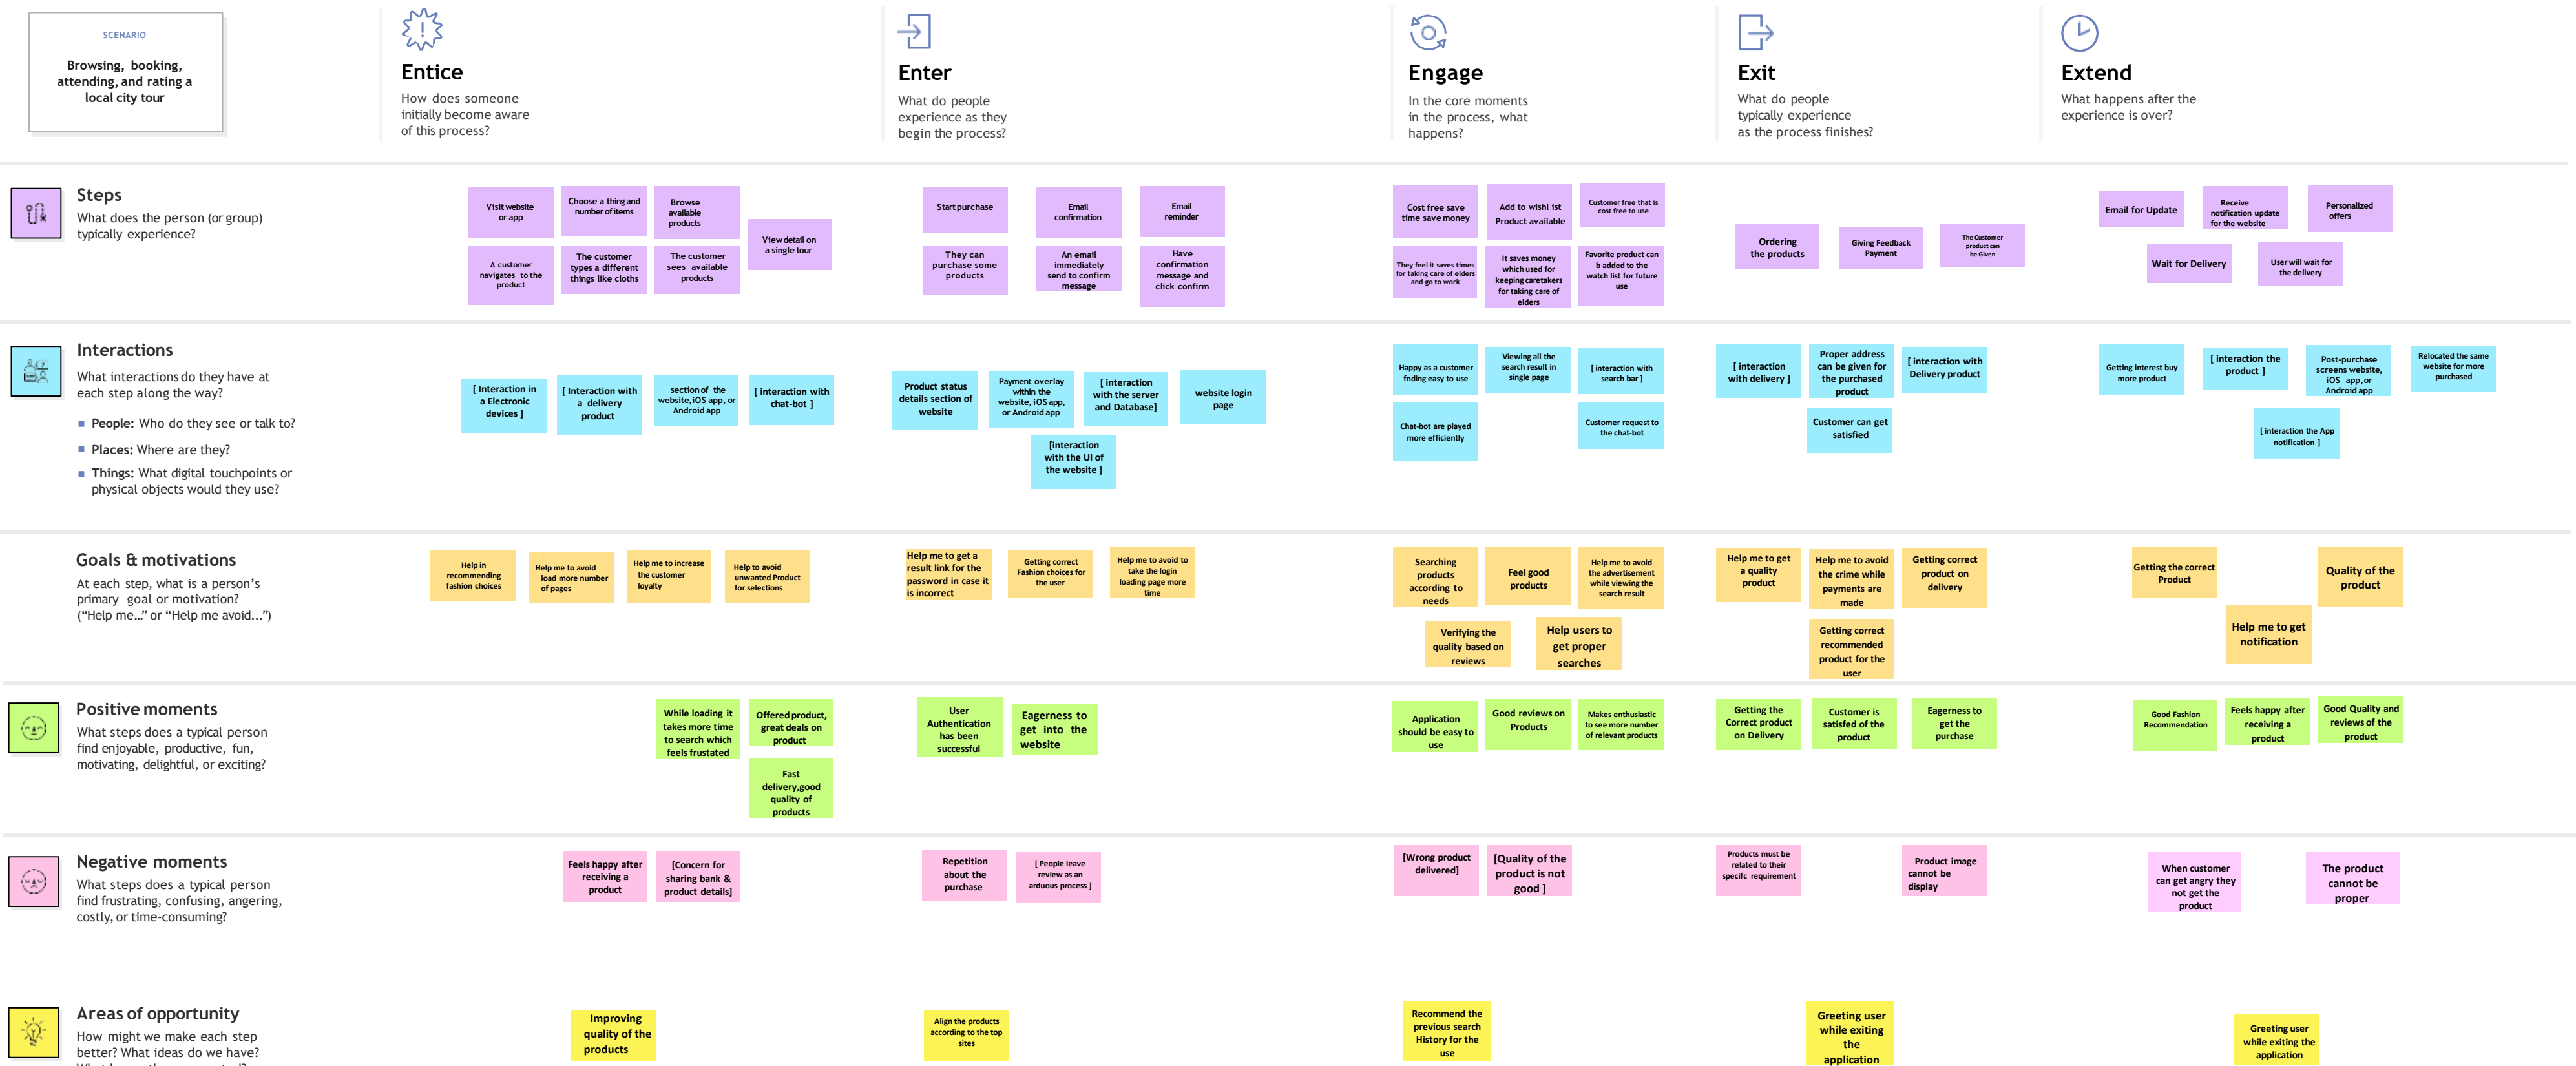 SCENARIO
Browsing, booking,
attending, and rating a
local city tour
Entice
How does someone
initially become aware
of this process?
Enter
What do people
experience as they
begin the process?
Engage
In the core moments
in the process, what
happens?
Exit
What do people
typically experience
as the process finishes?
Extend
What happens after the
experience is over?
Steps
What does the person (or group)
typically experience?
Visit website
or app
Choose a thing and
number of items
Browse
available
products
View detail on
a single tour
A customer
navigates to the
product
The customer
types a different
things like cloths
The customer
sees available
products
Start purchase
Email
confirmation
Email
reminder
They can
purchase some
products
An email
immediately
send to confirm
message
Have
confirmation
message and
click confirm
Cost free save
time save money
Add to wishl ist
Product available
Customer free that is
cost free to use
They feel it saves times
for taking care of elders
and go to work
It saves money
which used for
keeping caretakers
for taking care of
elders
Favorite product can
b added to the
watch list for future
use
Ordering
the products
Giving Feedback
Payment
The Customer
product can
be Given
Email for Update
Receive
notification update
for the website
Personalized
offers
Wait for Delivery
User will wait for
the delivery
Interactions
What interactions do they have at
each step along the way?
People: Who do they see or talk to?
Places: Where are they?
Things: What digital touchpoints or
physical objects would they use?
[ Interaction in
a Electronic
devices ]
[ Interaction with
a delivery
product
section of the
website, iOS app, or
Android app
[ interaction with
chat-bot ]
Product status
details section of
website
Payment overlay
within the
website, iOS app,
or Android app
[ interaction
with the server
and Database]
website login
page
[interaction
with the UI of
the website ]
Happy as a customer
fnding easy to use
Viewing all the
search result in
single page
[ interaction with
search bar ]
Chat-bot are played
more efficiently
Customer request to
the chat-bot
[ interaction
with delivery ]
Proper address
can be given for
the purchased
product
[ interaction with
Delivery product
Customer can get
satisfied
Getting interest buy
more product
[ interaction the
product ]
Post-purchase
screens website,
iOS app, or
Android app
Relocated the same
website for more
purchased
[ interaction the App
notification ]
Goals & motivations
At each step, what is a person's
primary goal or motivation?
("Help me…" or "Help me avoid...")
Help in
recommending
fashion choices
Help me to avoid
load more number
of pages
Help me to increase
the customer
loyalty
Help to avoid
unwanted Product
for selections
Help me to get a
result link for the
password in case it
is incorrect
Getting correct
Fashion choices for
the user
Help me to avoid to
take the login
loading page more
time
Searching
products
according to
needs
Feel good
products
Help me to avoid
the advertisement
while viewing the
search result
Verifying the
quality based on
reviews
Help users to
get proper
searches
Help me to get
a quality
product
Help me to avoid
the crime while
payments are
made
Getting correct
product on
delivery
Getting correct
recommended
product for the
user
Getting the correct
Product
Quality of the
product
Help me to get
notification
Positive moments
What steps does a typical person
find enjoyable, productive, fun,
motivating, delightful, or exciting?
While loading it
takes more time
to search which
feels frustated
Offered product,
great deals on
product
Fast
delivery,good
quality of
products
User
Authentication
has been
successful
Eagerness to
get into the
website
Application
should be easy to
use
Good reviews on
Products
Makes enthusiastic
to see more number
of relevant products
Getting the
Correct product
on Delivery
Customer is
satisfed of the
product
Eagerness to
get the
purchase
Good Fashion
Recommendation
Feels happy after
receiving a
product
Good Quality and
reviews of the
product
Negative moments
What steps does a typical person
find frustrating, confusing, angering,
costly, or time-consuming?
Feels happy after
receiving a
product
[Concern for
sharing bank &
product details]
Repetition
about the
purchase
[ People leave
review as an
arduous process ]
[Wrong product
delivered]
[Quality of the
product is not
good ]
Products must be
related to their
specifc requirement
Product image
cannot be
display
When customer
can get angry they
not get the
product
The product
cannot be
proper
Areas of opportunity
How might we make each step
better? What ideas do we have?
Improving
quality of the
products
Align the products
according to the top
sites
Recommend the
previous search
History for the
use
Greeting user
while exiting
the
application
Greeting user
while exiting the
application